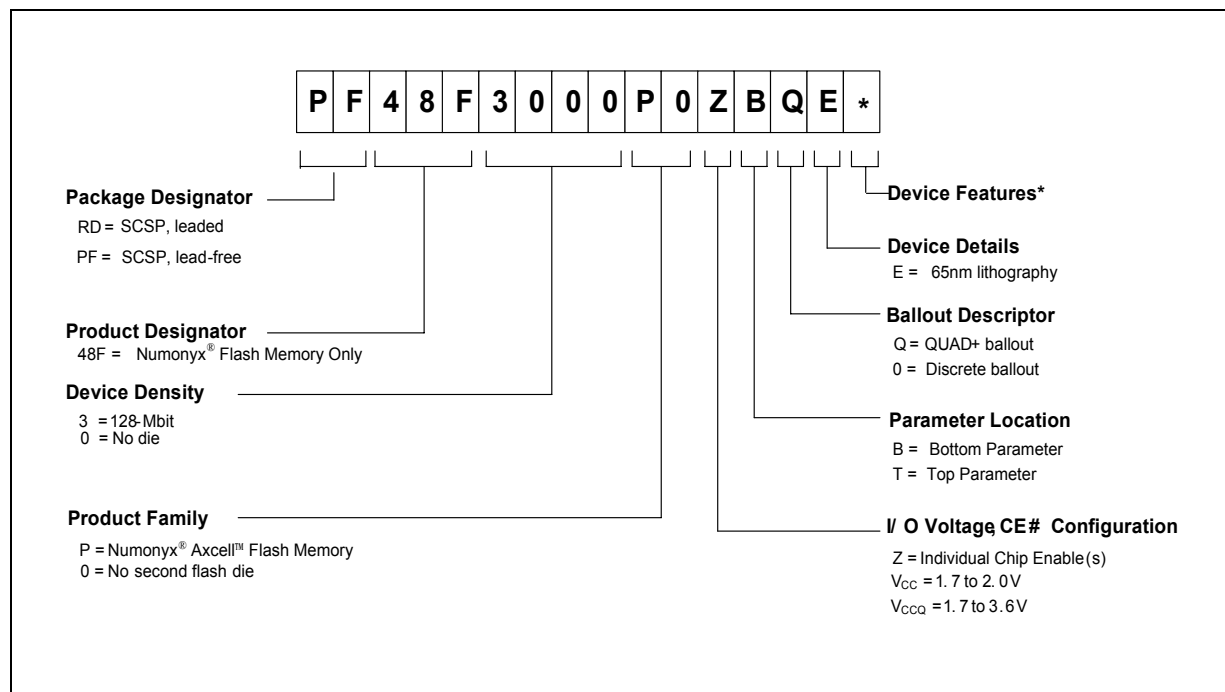 P F 4 8 F 3 0 0 0 P 0 Z B Q E *
Package Designator
RD = SCSP, leaded
PF = SCSP, lead-free
Product Designator
48F = Numonyx® Flash Memory Only
Device Density
3 = 128-Mbit
0 = No die
Product Family
P = Numonyx® Axcell™ Flash Memory
0 = No second flash die
Device Features*
Device Details
E = 65nm lithography
Ballout Descriptor
Q = QUAD+ ballout
0 = Discrete ballout
Parameter Location
B = Bottom Parameter
T = Top Parameter
I/O Voltage, CE# Configuration
Z = Individual Chip Enable(s)
VCC = 1.7 to 2.0V
VCCQ = 1.7 to 3.6V